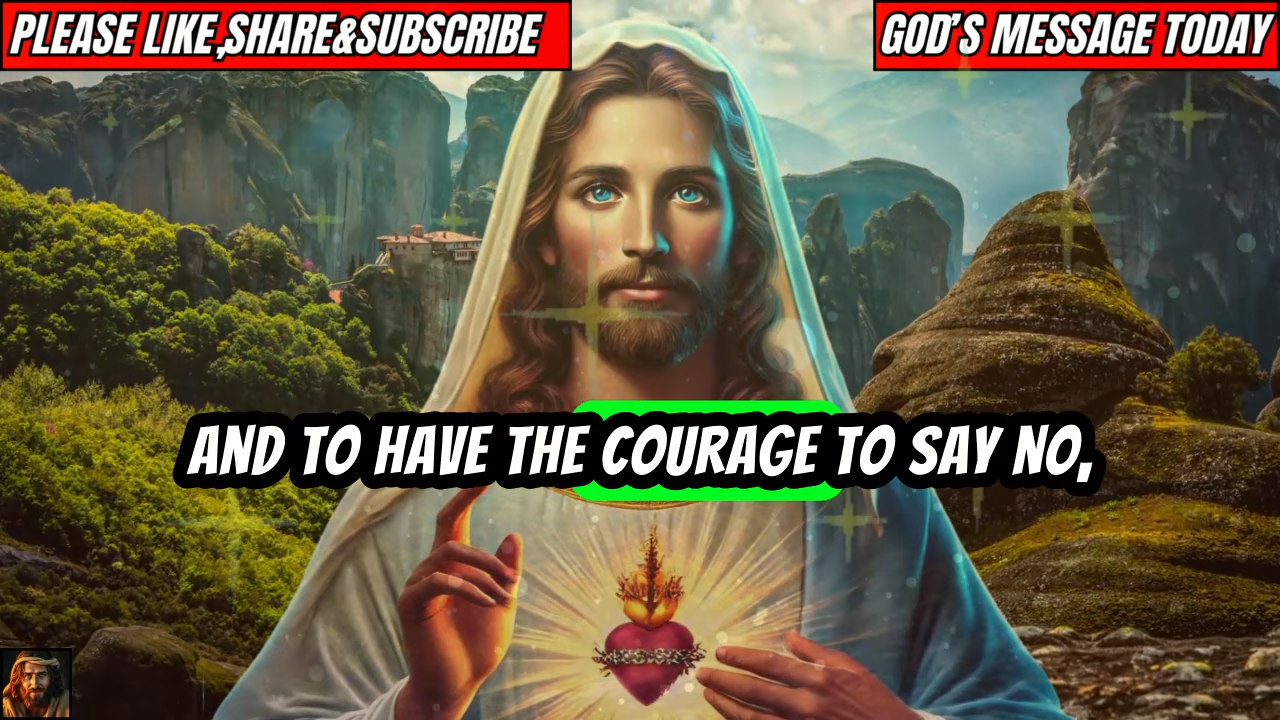 PLEASE LIKE,SHARE&SUBSCRIBE
GOD'S MESSAGE TODAY
AND TO HAVE THE COURAGE TO SAY NO,